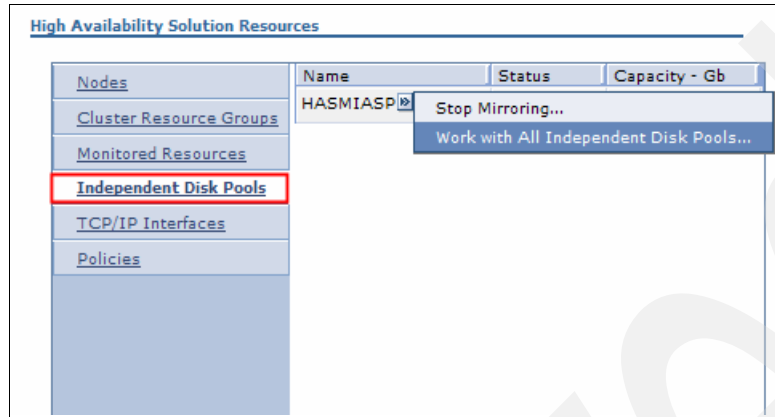 High Availability Solution Resources
Nodes
Cluster Resource Groups
Monitored Resources
Independent Disk Pools
TCP/IP Interfaces
Policies
Name Status Capacity - Gb
HASMIASP
Stop Mirroring...
Work with All Independent Disk Pools...